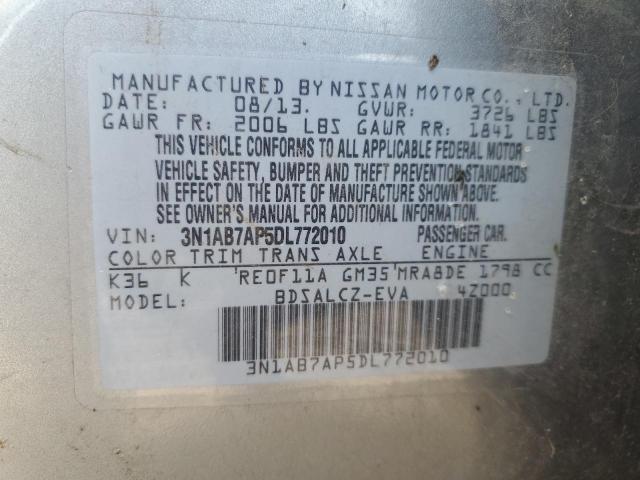 MANUFACTURED BY NISSAN MOTOR CO., LTD.
DATE: 08/13. GVWR: 3726 LBS
GAWR FR: 2006 LBS GAWR RR: 1841 LBS
THIS VEHICLE CONFORMS TO ALL APPLICABLE FEDERAL MOTOR
VEHICLE SAFETY, BUMPER AND THEFT PREVENTION STANDARDS
IN EFFECT ON THE DATE OF MANUFACTURE SHOWN ABOVE.
SEE OWNER'S MANUAL FOR ADDITIONAL INFORMATION.
VIN: 3N1AB7AP5DL772010 PASSENGER CAR.
COLOR TRIM TRANS AXLE ENGINE
K36 K 'RE0F11A GM35'MRA8DE 1798 CC
MODEL: BDSALCZ-EVA 4Z000
3N1AB7AP5DL772010